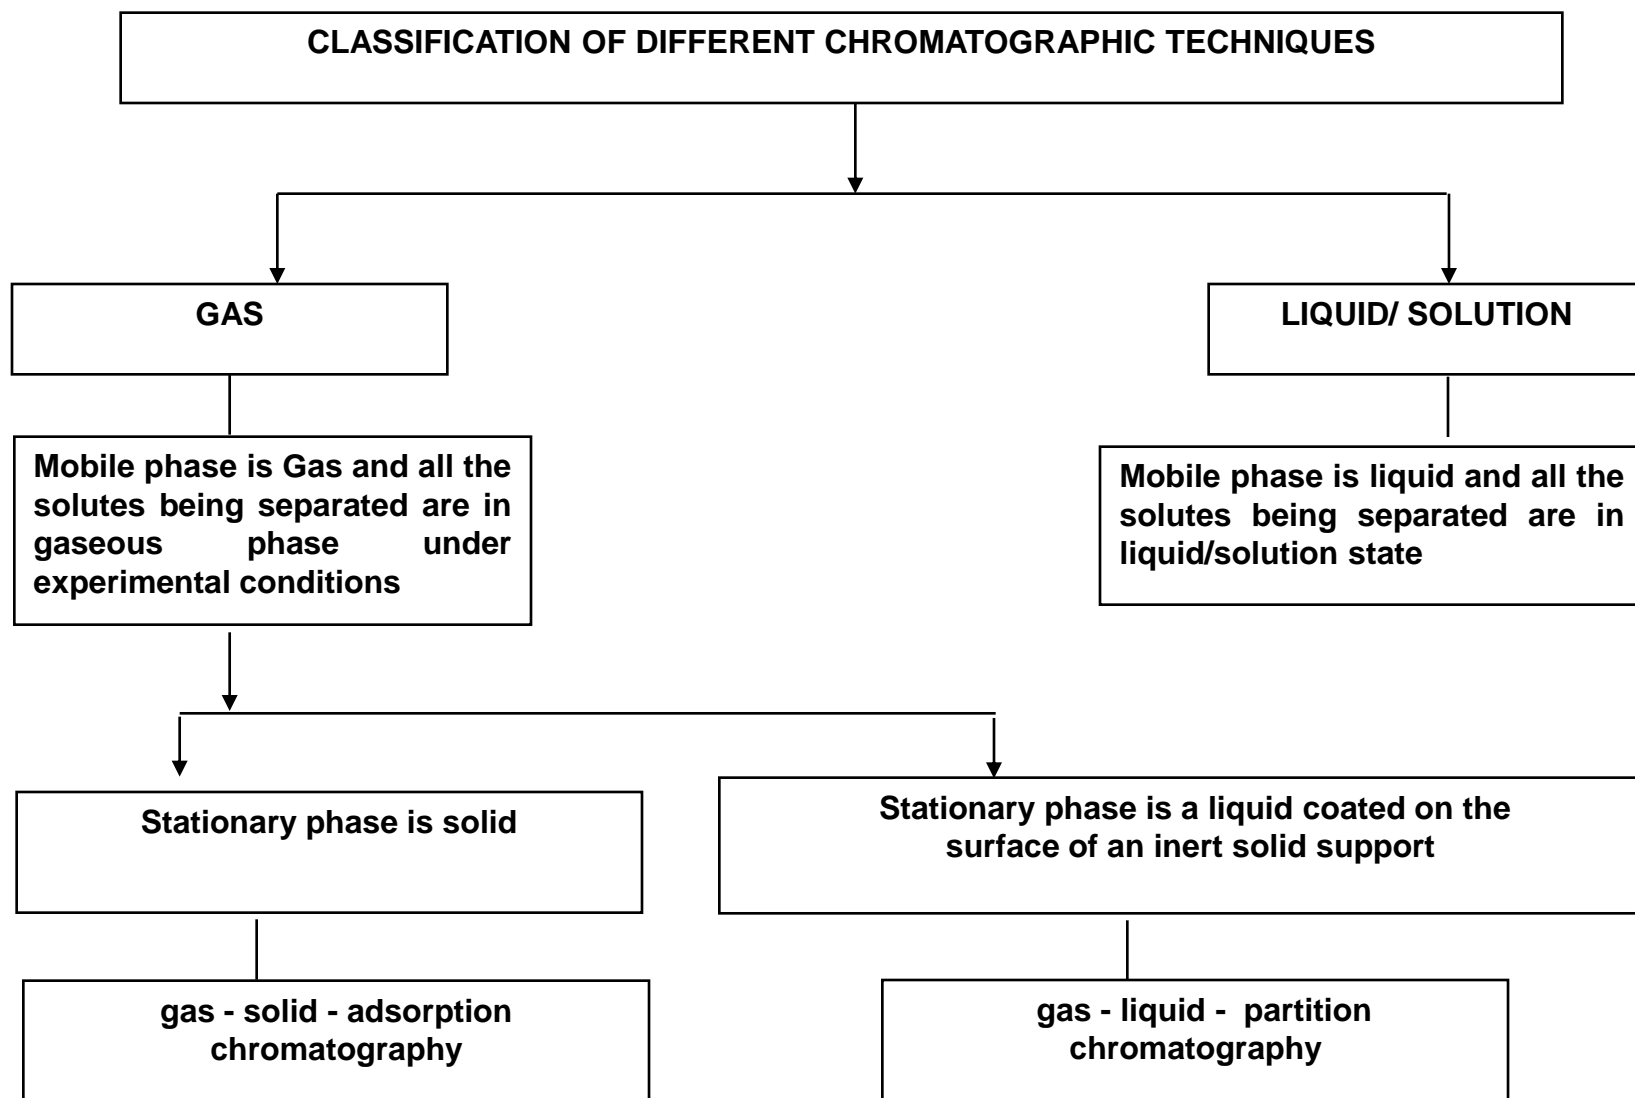 CLASSIFICATION OF DIFFERENT CHROMATOGRAPHIC TECHNIQUES
GAS
LIQUID/ SOLUTION
Mobile phase is Gas and all the
solutes being separated are in
gaseous phase under
experimental conditions
Mobile phase is liquid and all the
solutes being separated are in
liquid/solution state
Stationary phase is solid
Stationary phase is a liquid coated on the
surface of an inert solid support
gas - solid - adsorption
chromatography
gas - liquid - partition
chromatography